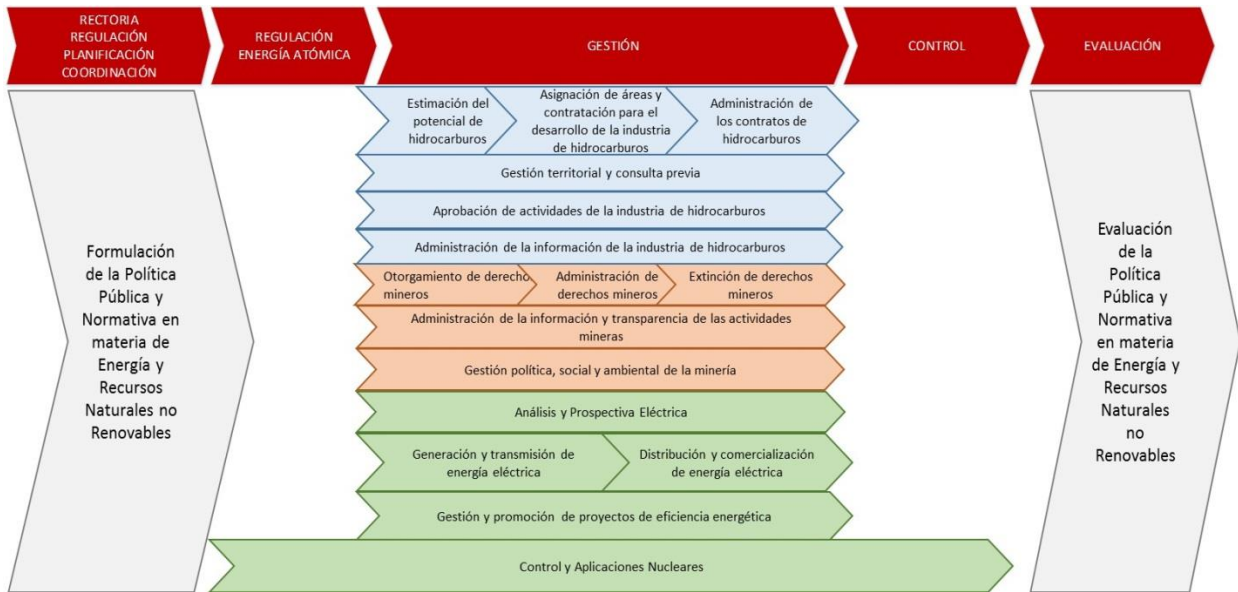 RECTORIA
REGULACIÓN
PLANIFICACIÓN
COORDINACIÓN
REGULACIÓN
ENERGÍA ATÓMICA
GESTIÓN
CONTROL
EVALUACIÓN
Formulación
de la Política
Pública y
Normativa en
materia de
Energía y
Recursos
Naturales no
Renovables
Estimación del
potencial de
hidrocarburos
Asignación de áreas y
contratación para el
desarrollo de la industria
de hidrocarburos
Administración de
los contratos de
hidrocarburos
Gestión territorial y consulta previa
Aprobación de actividades de la industria de hidrocarburos
Administración de la información de la industria de hidrocarburos
Otorgamiento de derecho
mineros
Administración de
derechos mineros
Extinción de derechos
mineros
Administración de la información y transparencia de las actividades
mineras
Gestión política, social y ambiental de la minería
Análisis y Prospectiva Eléctrica
Generación y transmisión de
energía eléctrica
Distribución y comercialización
de energía eléctrica
Gestión y promoción de proyectos de eficiencia energética
Control y Aplicaciones Nucleares
Evaluación
de la
Política
Pública y
Normativa
en materia
de Energía y
Recursos
Naturales
no
Renovables